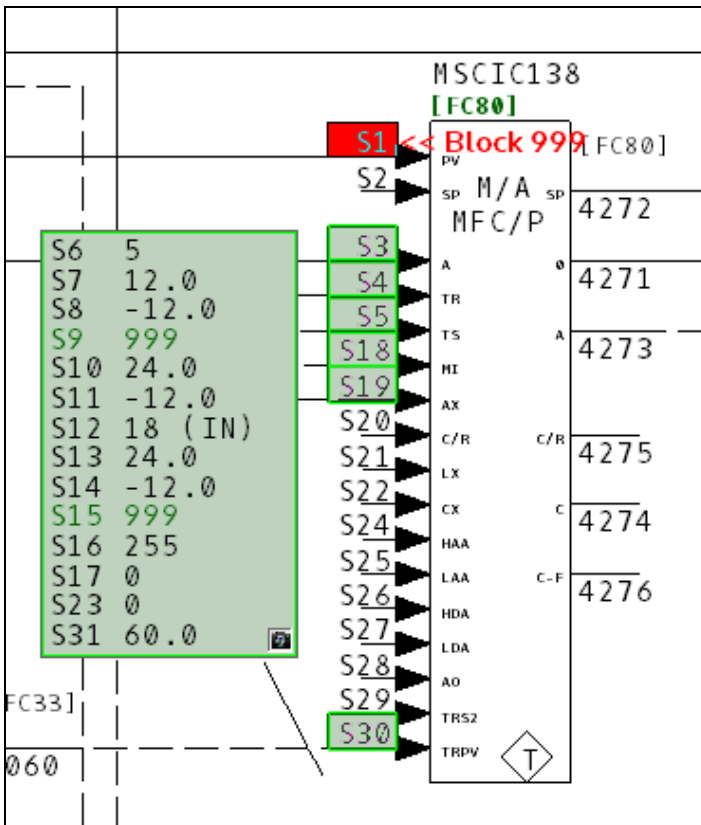 MSCIC138
[FC80]
S1 << Block 999 [FC80]
PV
S2 SP M/A SP
MFC/P 4272
S3 A 0 4271
S4 TR
S5 TS A 4273
S18 MI
S19 AX
S20 C/R C/R 4275
S21 LX
S22 CX C 4274
S24 HAA
S25 LAA C-F 4276
S26 HDA
S27 LDA
S28 AO
S29 TRS2
S30 TRPV
T
S6 5
S7 12.0
S8 -12.0
S9 999
S10 24.0
S11 -12.0
S12 18 (IN)
S13 24.0
S14 -12.0
S15 999
S16 255
S17 0
S23 0
S31 60.0
FC33]
060